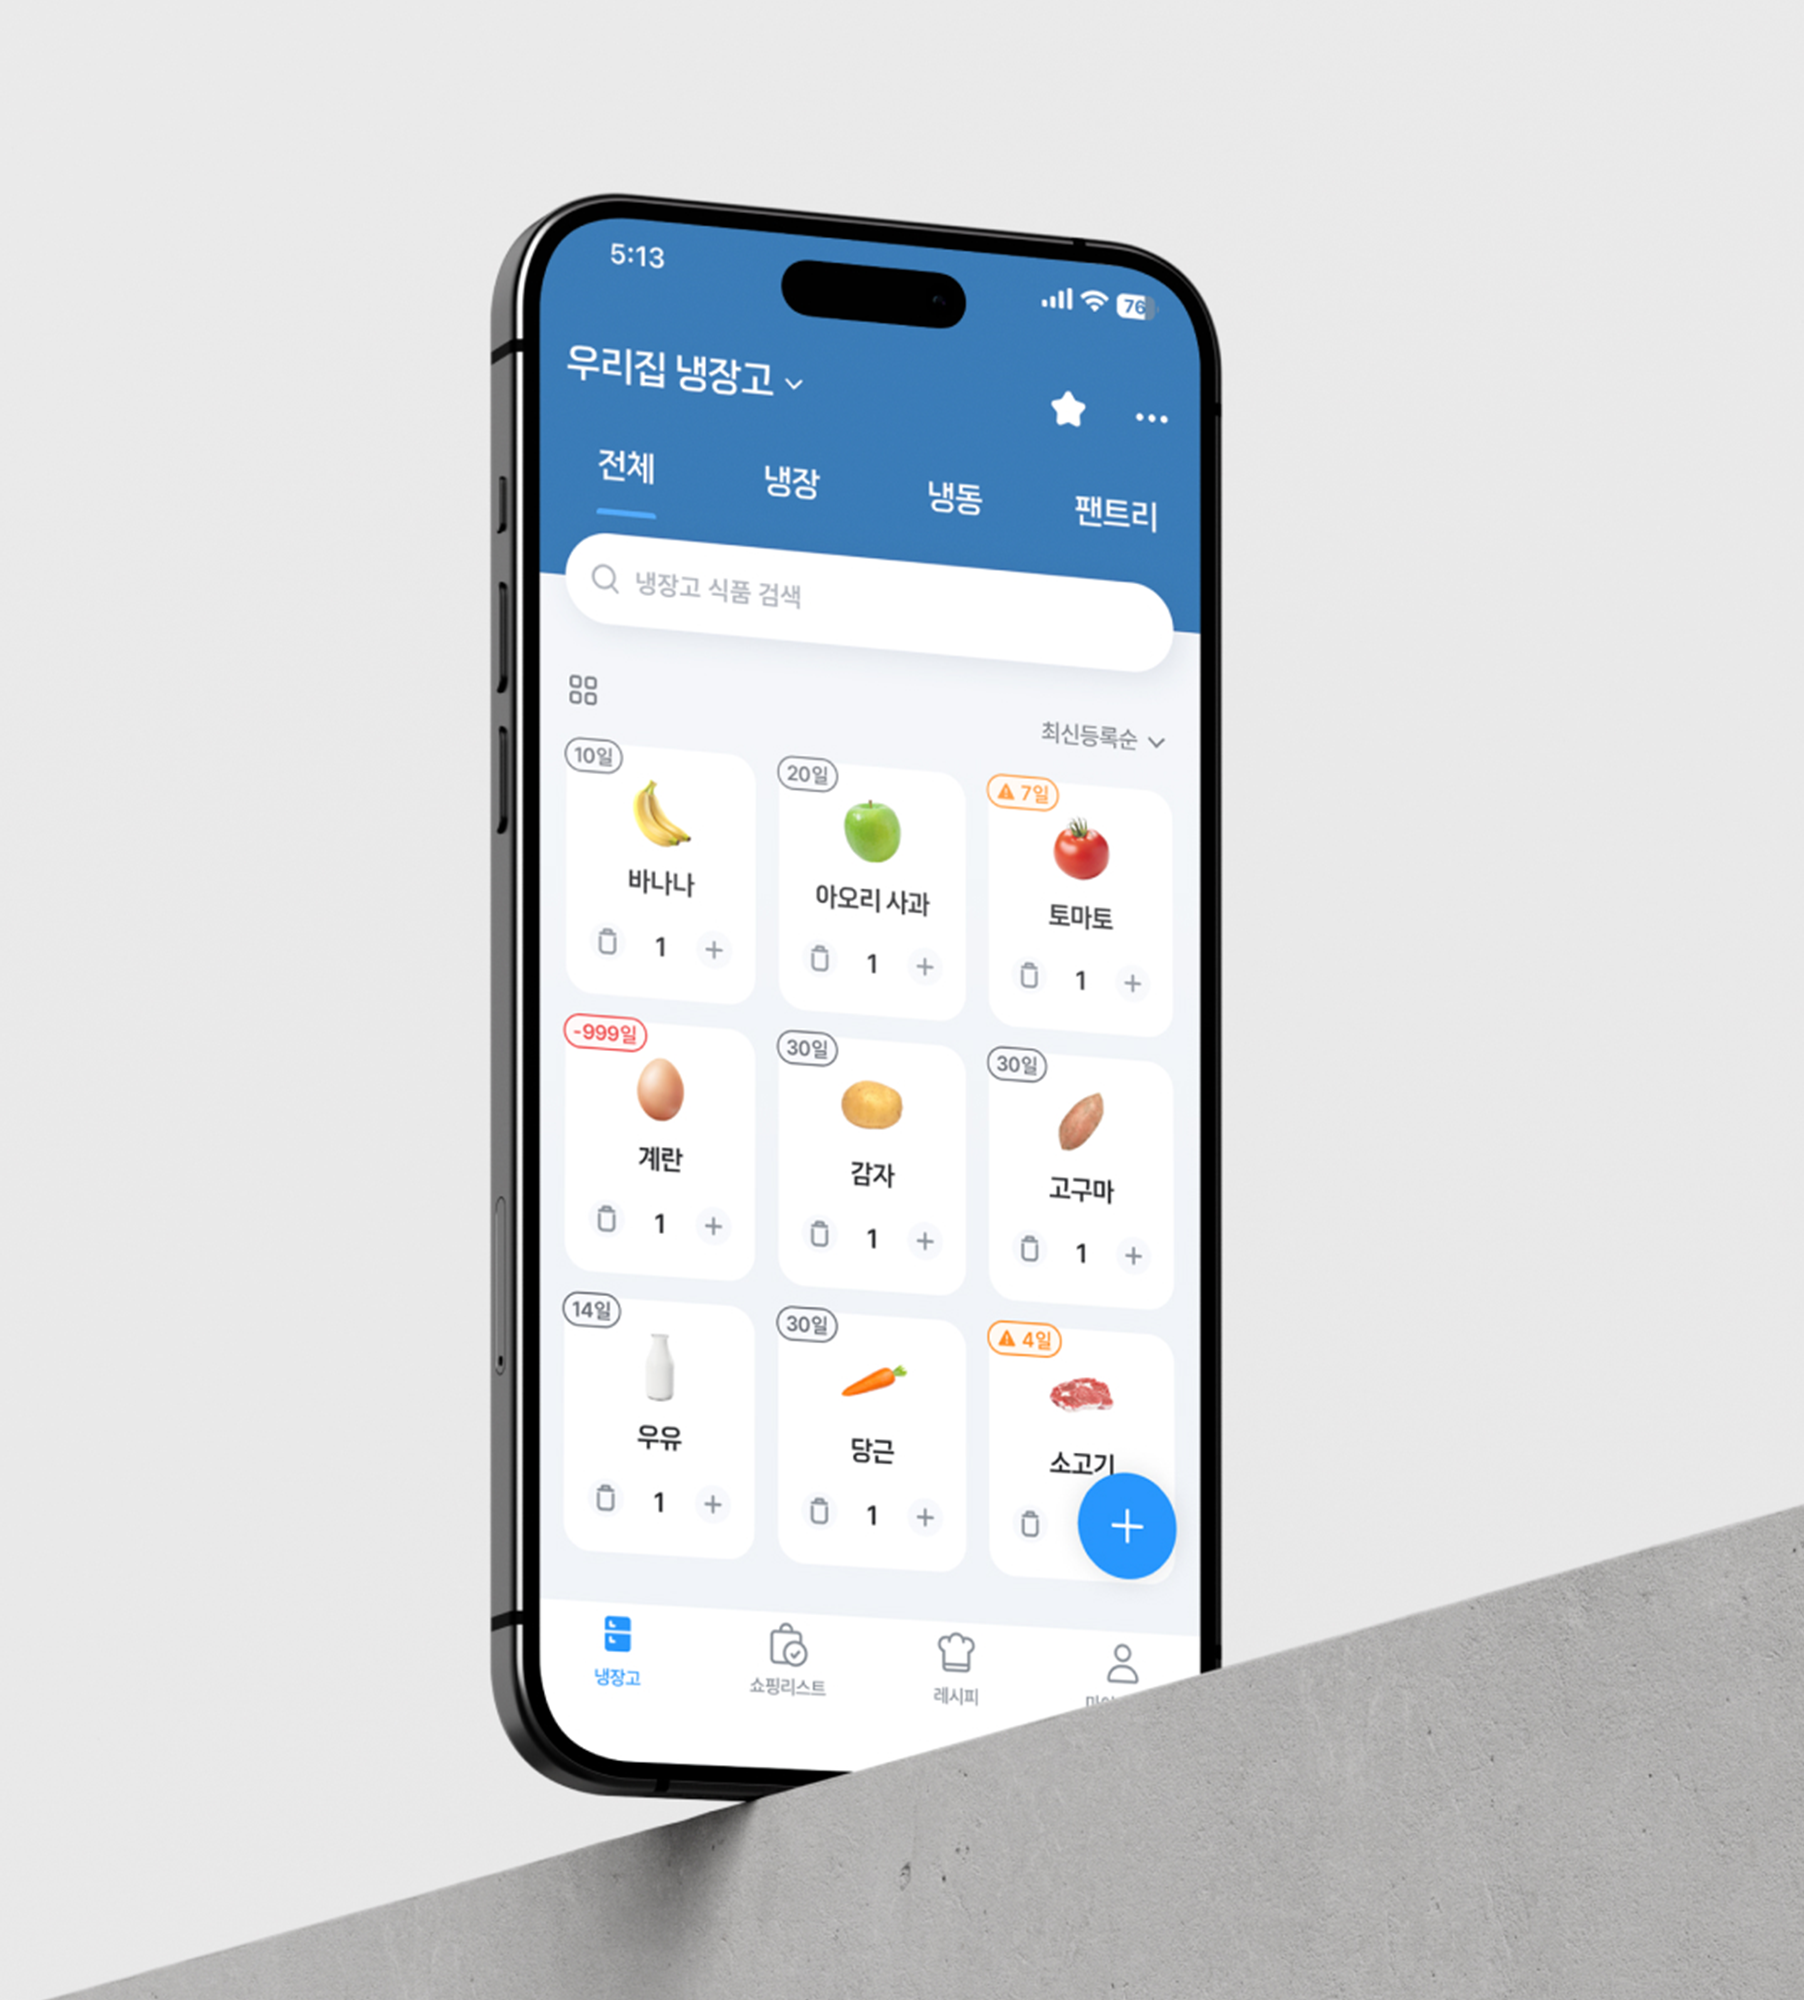 5:13
76
우리집 냉장고
전체 냉장 냉동 팬트리
냉장고 식품 검색
최신등록순
10일 20일 7일
바나나 아오리 사과 토마토
1 1 1
-999일 30일 30일
계란 감자 고구마
1 1 1
14일 30일 4일
우유 당근 소고기
1 1
냉장고 쇼핑리스트 레시피